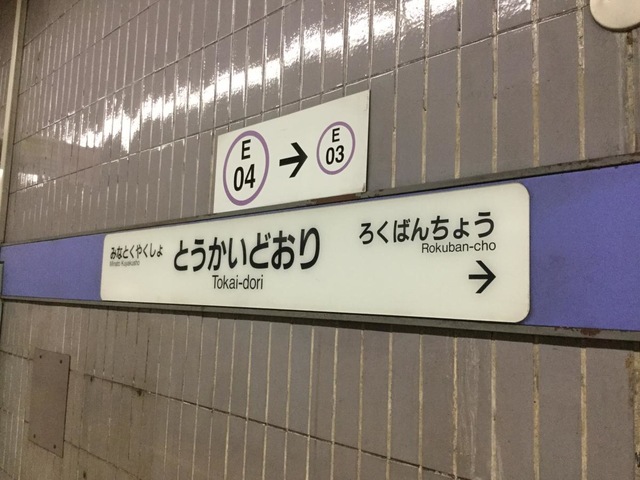 E
04
→
E
03
みなとくやくしょ
Minato Kuyakusho
とうかいどおり
Tokai-dori
ろくばんちょう
Rokuban-cho
→